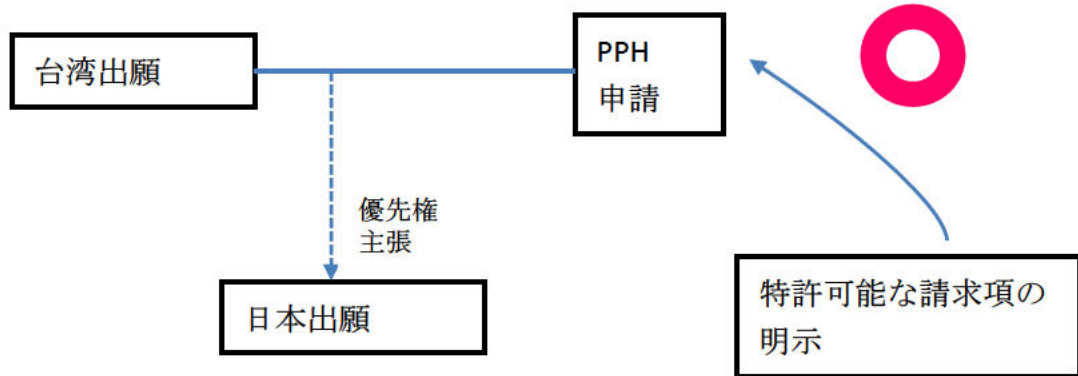 台湾出願
PPH
申請
優先権
主張
日本出願
特許可能な請求項の
明示